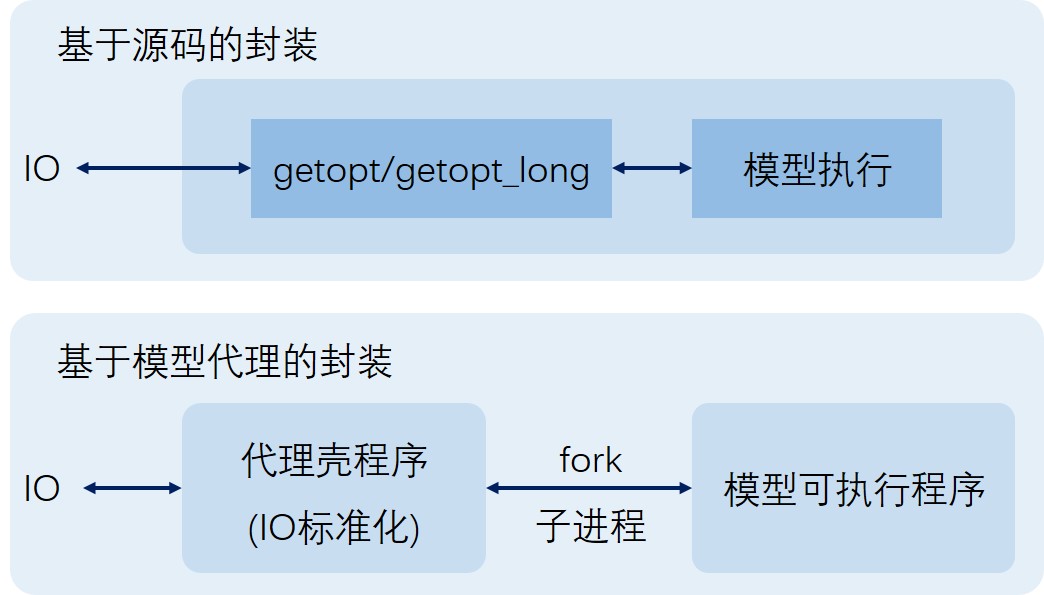 基于源码的封装
IO
getopt/getopt_long
模型执行
基于模型代理的封装
IO
代理壳程序
(IO标准化)
fork
子进程
模型可执行程序